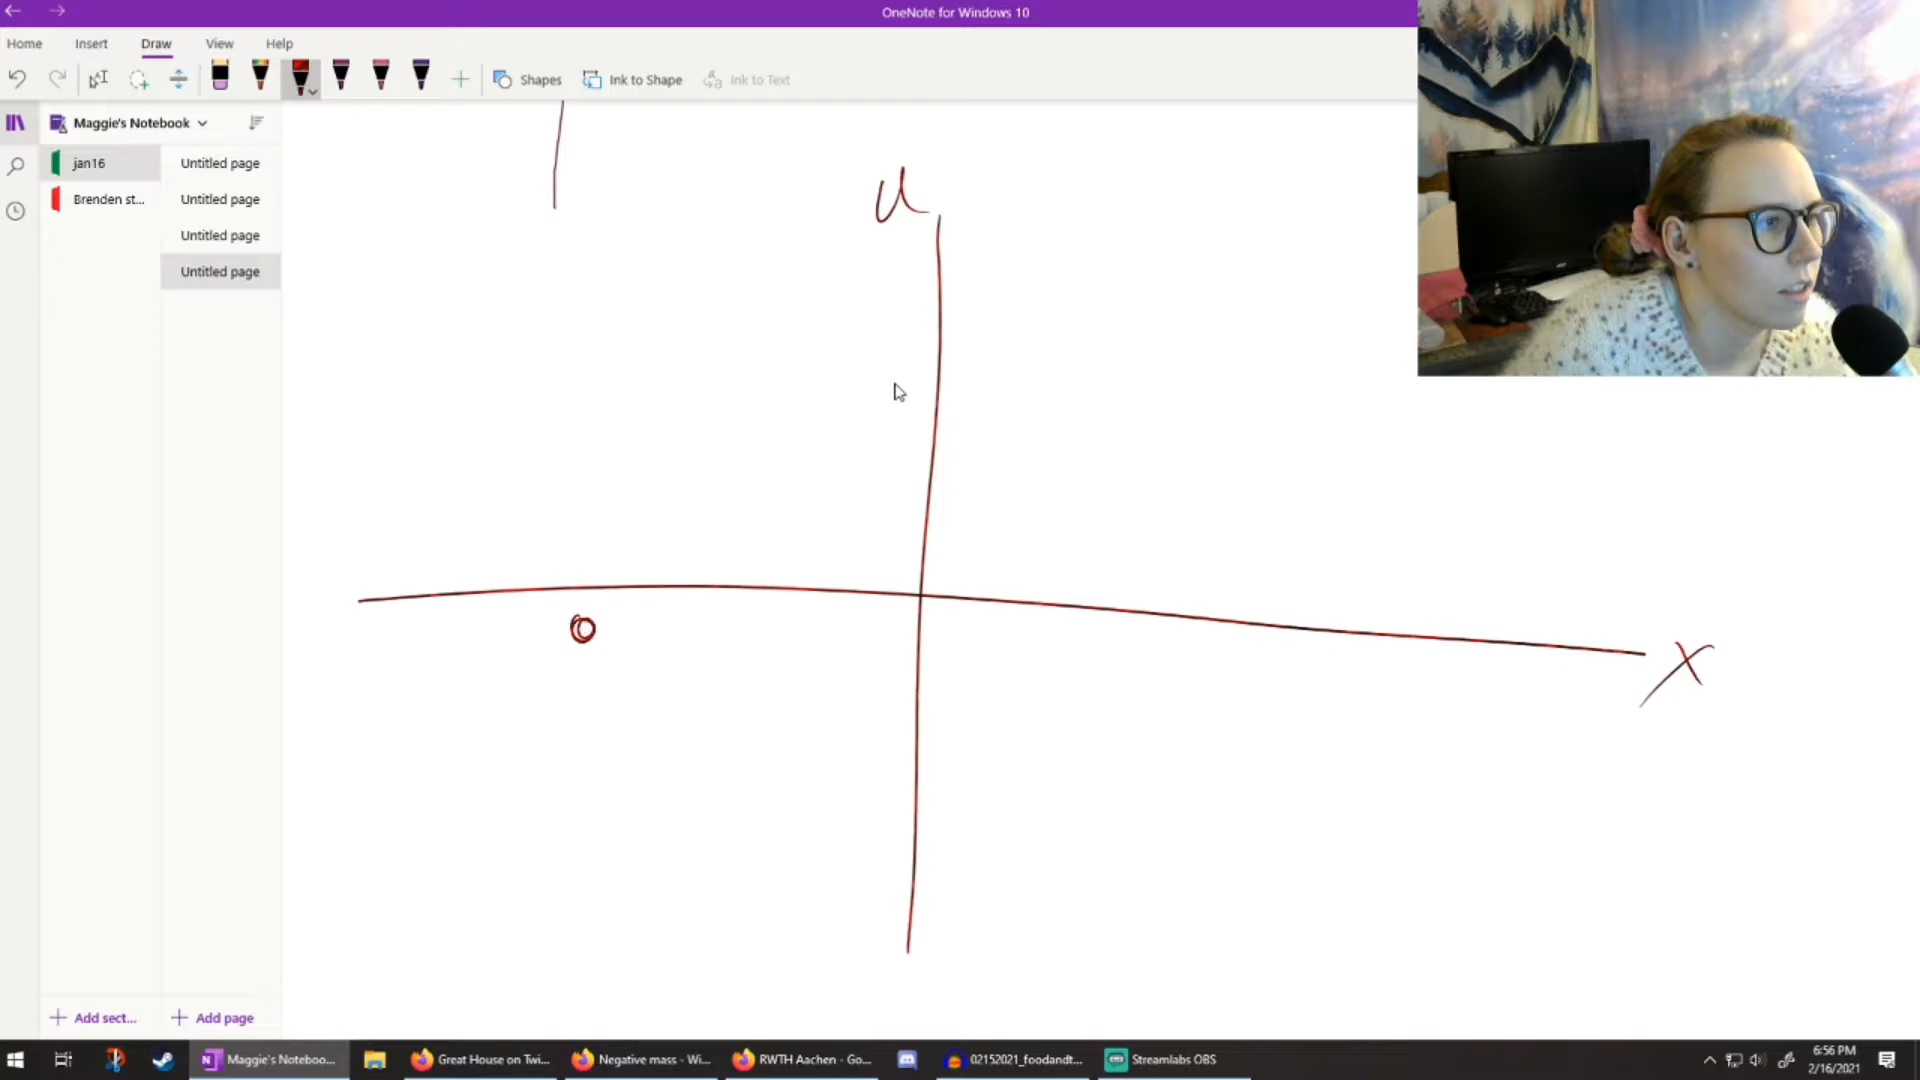 OneNote for Windows 10
Home Insert Draw View Help
Shapes Ink to Shape Ink to Text
Maggie's Notebook
jan16 Untitled page
Brenden st... Untitled page
Untitled page
Untitled page
u
o
x
Add sect... Add page
Maggie's Noteboo... Great House on Twi... Negative mass - Wi... RWTH Aachen - Go... 02152021_foodandt... Streamlabs OBS
6:56 PM
2/16/2021